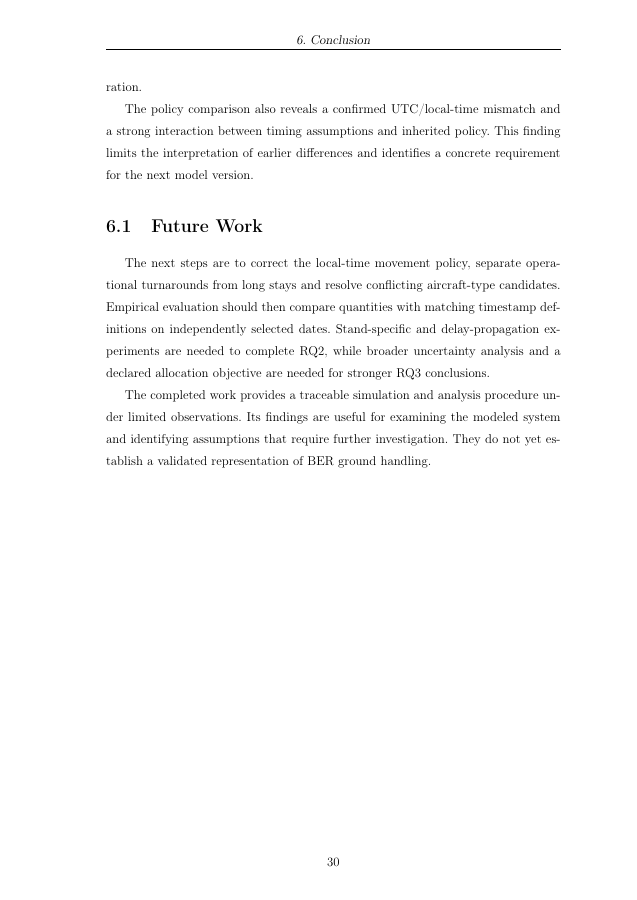 6. Conclusion
ration.
The policy comparison also reveals a confirmed UTC/local-time mismatch and
a strong interaction between timing assumptions and inherited policy. This finding
limits the interpretation of earlier differences and identifies a concrete requirement
for the next model version.
6.1 Future Work
The next steps are to correct the local-time movement policy, separate opera-
tional turnarounds from long stays and resolve conflicting aircraft-type candidates.
Empirical evaluation should then compare quantities with matching timestamp def-
initions on independently selected dates. Stand-specific and delay-propagation ex-
periments are needed to complete RQ2, while broader uncertainty analysis and a
declared allocation objective are needed for stronger RQ3 conclusions.
The completed work provides a traceable simulation and analysis procedure un-
der limited observations. Its findings are useful for examining the modeled system
and identifying assumptions that require further investigation. They do not yet es-
tablish a validated representation of BER ground handling.
30